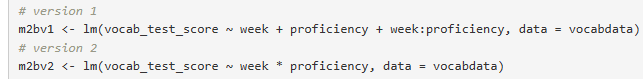 # version 1
m2bv1 <- lm(vocab_test_score ~ week + proficiency + week:proficiency, data = vocabdata)
# version 2
m2bv2 <- lm(vocab_test_score ~ week * proficiency, data = vocabdata)